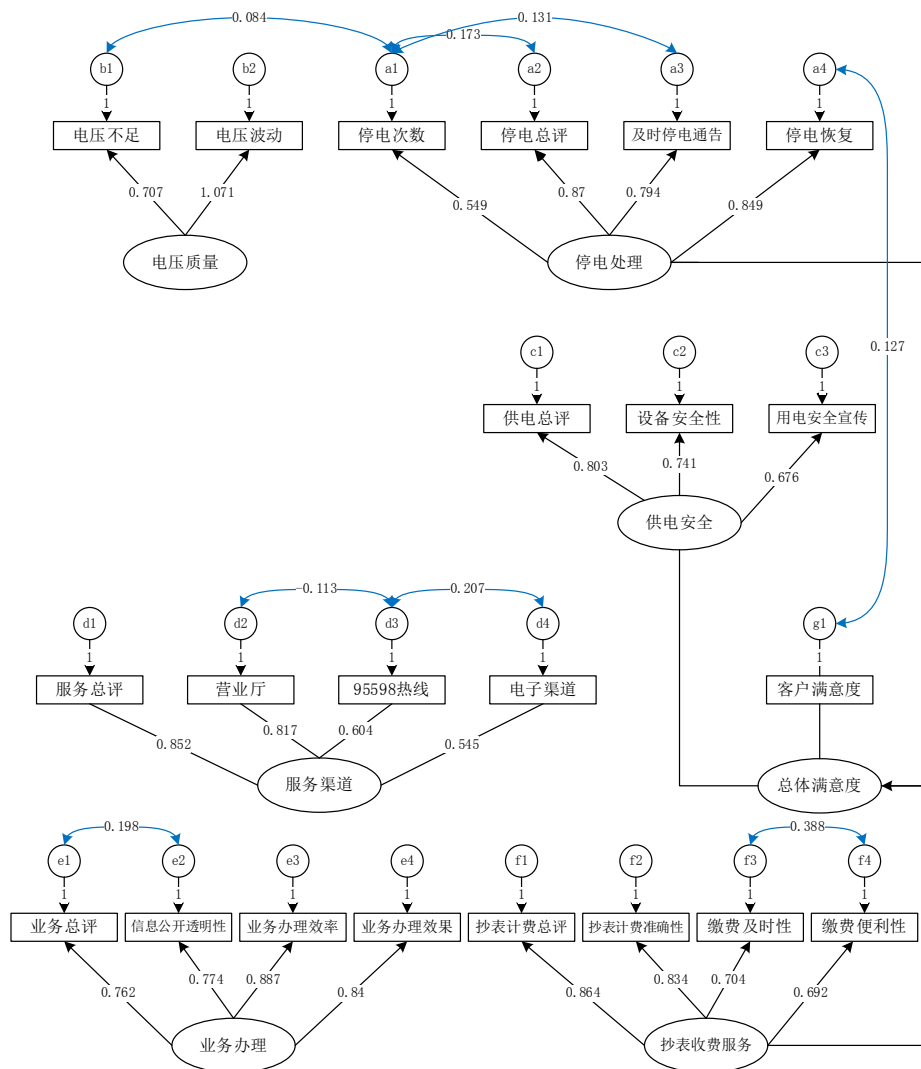 0.084
0.131
0.173
b1
b2
a1
a2
a3
a4
1
1
1
1
1
1
电压不足
电压波动
停电次数
停电总评
及时停电通告
停电恢复
0.707
1.071
0.549
0.87
0.794
0.849
电压质量
停电处理
0.127
c1
c2
c3
1
1
1
供电总评
设备安全性
用电安全宣传
0.803
0.741
0.676
供电安全
-0.113
0.207
d1
d2
d3
d4
g1
1
1
1
1
1
服务总评
营业厅
95598热线
电子渠道
客户满意度
0.852
0.817
0.604
0.545
服务渠道
总体满意度
0.198
0.388
e1
e2
e3
e4
f1
f2
f3
f4
1
1
1
1
1
1
1
1
业务总评
信息公开透明性
业务办理效率
业务办理效果
抄表计费总评
抄表计费准确性
缴费及时性
缴费便利性
0.762
0.774
0.887
0.84
0.864
0.834
0.704
0.692
业务办理
抄表收费服务